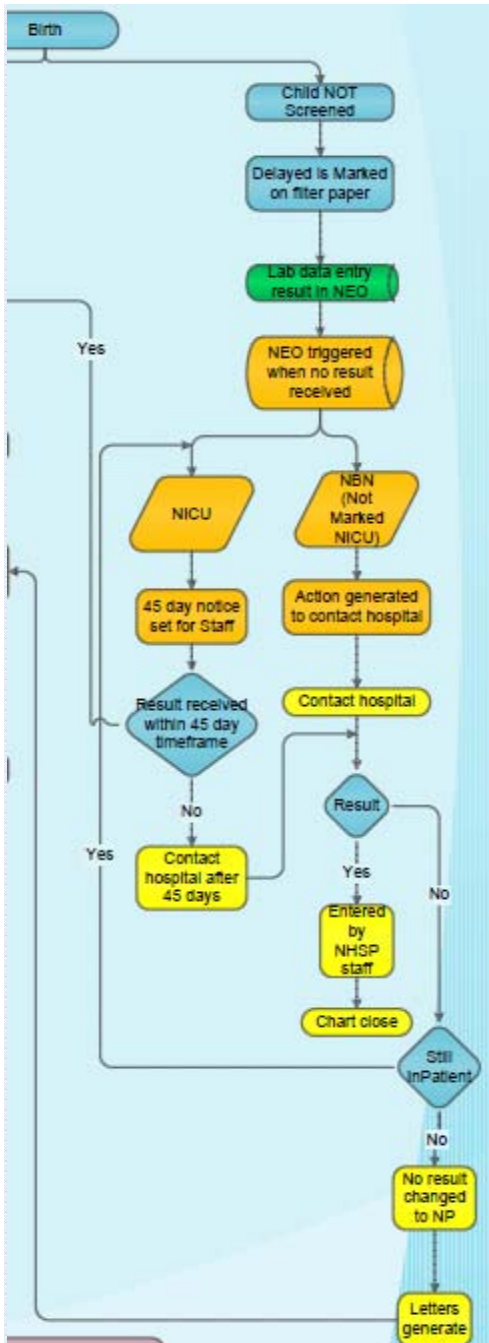 Birth
Child NOT
Screened
Delayed is Marked
on filter paper
Lab data entry
result in NEO
Yes
NEO triggered
when no result
received
NICU
NBN
(Not
Marked
NICU)
45 day notice
set for Staff
Action generated
to contact hospital
Result received
within 45 day
timeframe
Contact hospital
No
Result
Yes
Contact
hospital after
45 days
Yes
No
Entered
by
NHSP
staff
Chart close
Still
InPatient
No
No result
changed
to NP
Letters
generate